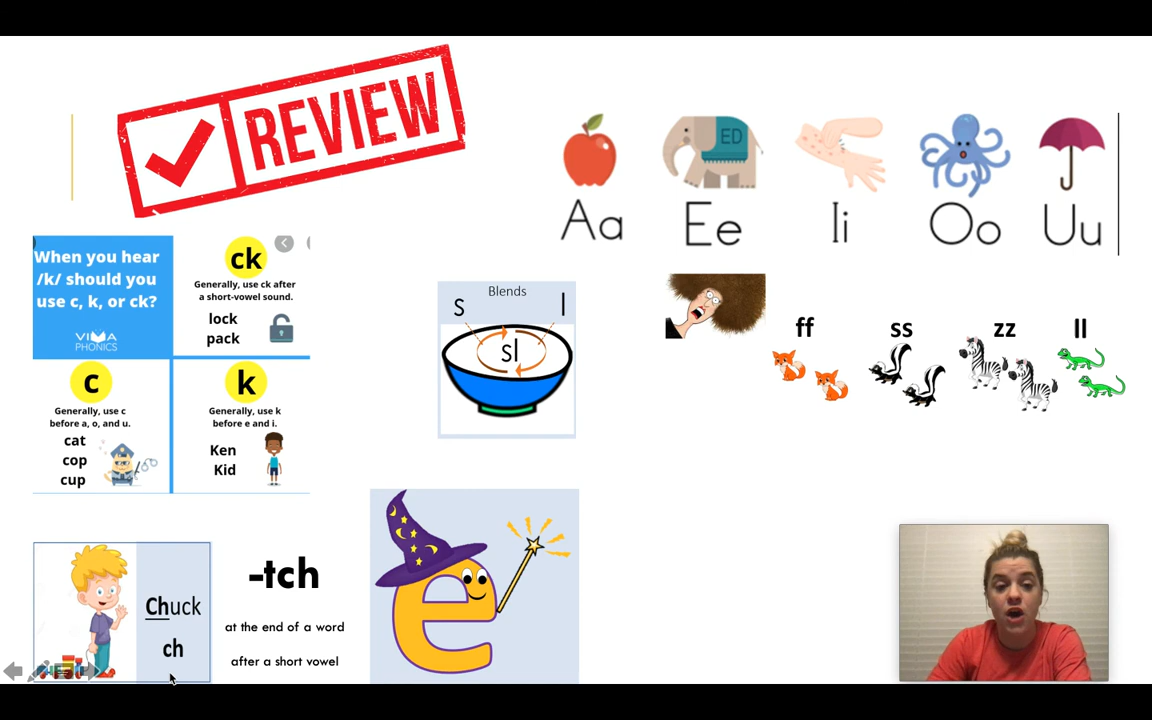 REVIEW
ED
Aa Ee Ii Oo Uu
When you hear
/k/ should you
use c, k, or ck?
VIMA
PHONICS
ck
Generally, use ck after
a short-vowel sound.
lock
pack
c
Generally, use c
before a, o, and u.
cat
cop
cup
k
Generally, use k
before e and i.
Ken
Kid
Blends
s l
sl
ff ss zz ll
Chuck
ch
-tch
at the end of a word
after a short vowel
e